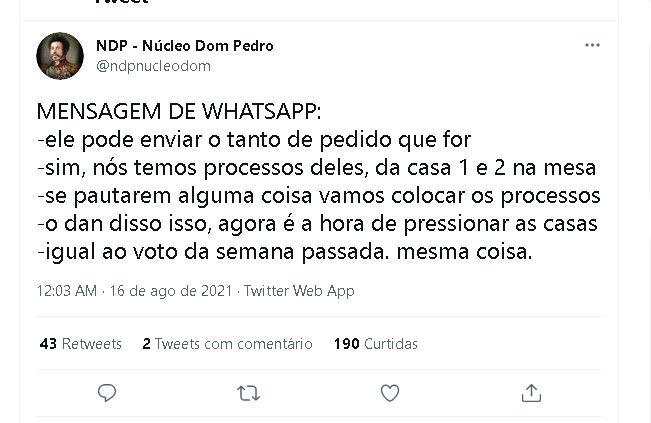 Tweet
NDP - Núcleo Dom Pedro
@ndpnucleodom
MENSAGEM DE WHATSAPP:
-ele pode enviar o tanto de pedido que for
-sim, nós temos processos deles, da casa 1 e 2 na mesa
-se pautarem alguma coisa vamos colocar os processos
-o dan disso isso, agora é a hora de pressionar as casas
-igual ao voto da semana passada. mesma coisa.
12:03 AM · 16 de ago de 2021 · Twitter Web App
43 Retweets 2 Tweets com comentário 190 Curtidas